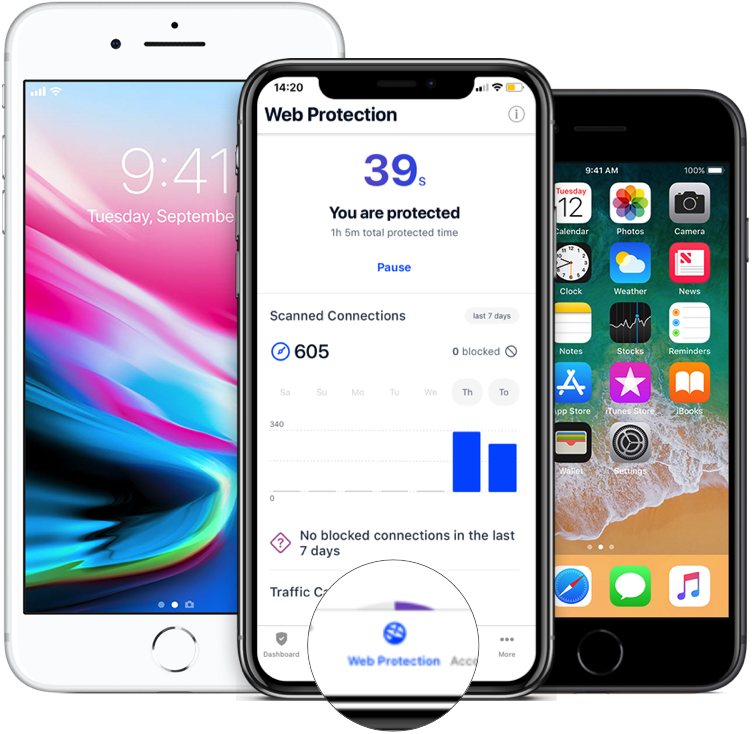 9:41
Tuesday, September
14:20
Web Protection
39s
You are protected
1h 5m total protected time
Pause
Scanned Connections
last 7 days
605
0 blocked
Sa Su Mo Tu We Th To
340
0
No blocked connections in the last
7 days
Traffic Ca
Dashboard
Web Protection
Acc
More
9:41 AM
100%
Tuesday
12
Calendar Photos Camera
Clock Weather News
Notes Stocks Reminders
App Store iTunes Store iBooks
Wallet Settings